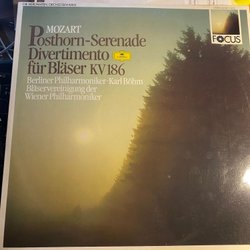 MOZART
Posthorn-Serenade
Divertimento
für Bläser KV 186
Berliner Philharmoniker · Karl Böhm
Bläservereinigung der
Wiener Philharmoniker
FOCUS